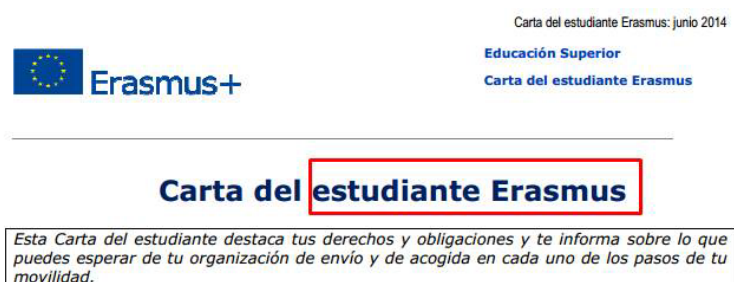 Carta del estudiante Erasmus: junio 2014
Educación Superior
Erasmus+
Carta del estudiante Erasmus
Carta del estudiante Erasmus
Esta Carta del estudiante destaca tus derechos y obligaciones y te informa sobre lo que
puedes esperar de tu organización de envío y de acogida en cada uno de los pasos de tu
movilidad.